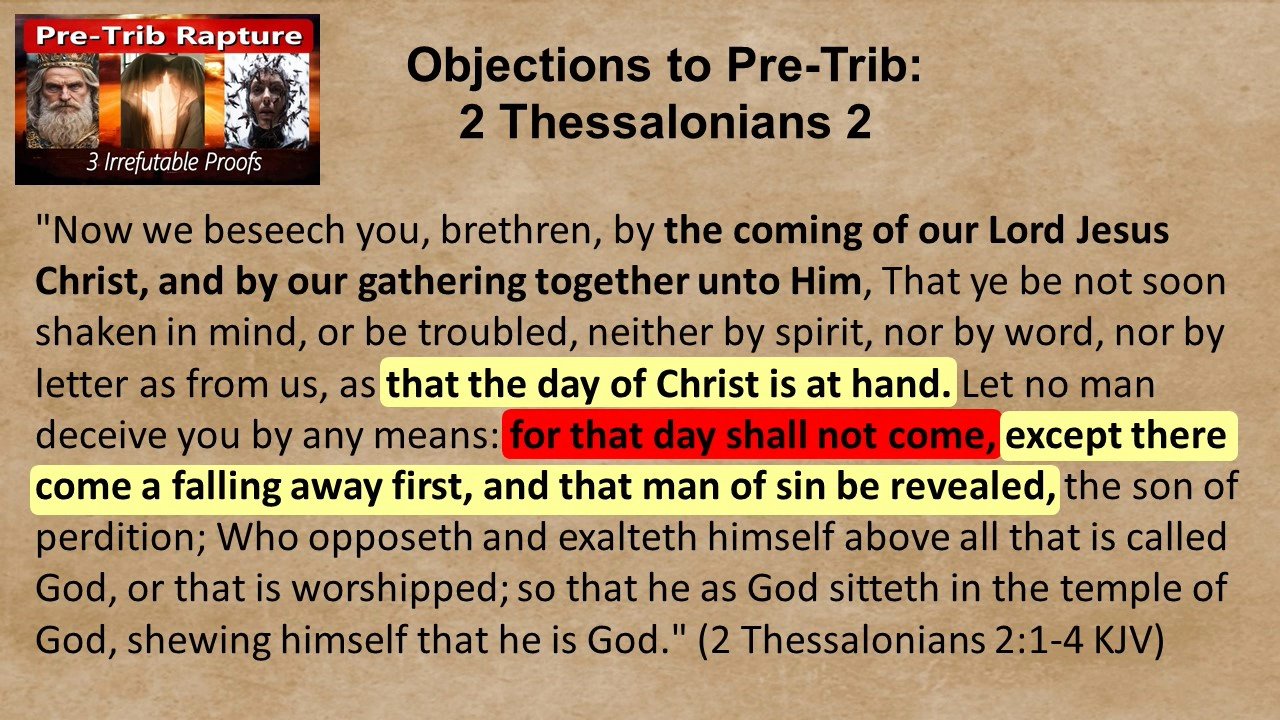 Pre-Trib Rapture
3 Irrefutable Proofs
Objections to Pre-Trib:
2 Thessalonians 2
"Now we beseech you, brethren, by the coming of our Lord Jesus
Christ, and by our gathering together unto Him, That ye be not soon
shaken in mind, or be troubled, neither by spirit, nor by word, nor by
letter as from us, as that the day of Christ is at hand. Let no man
deceive you by any means: for that day shall not come, except there
come a falling away first, and that man of sin be revealed, the son of
perdition; Who opposeth and exalteth himself above all that is called
God, or that is worshipped; so that he as God sitteth in the temple of
God, shewing himself that he is God." (2 Thessalonians 2:1-4 KJV)